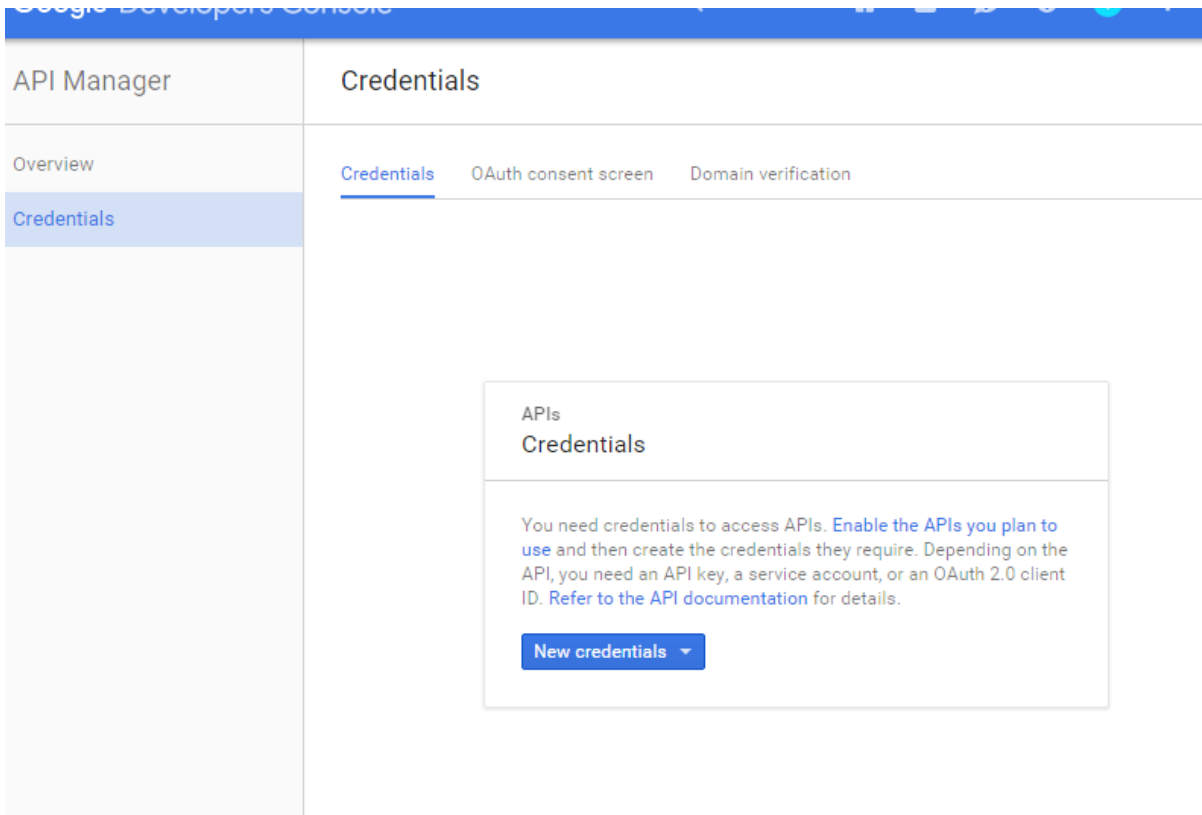 Google Developers Console
API Manager
Credentials
Overview
Credentials
Credentials OAuth consent screen Domain verification
APIs
Credentials
You need credentials to access APIs. Enable the APIs you plan to
use and then create the credentials they require. Depending on the
API, you need an API key, a service account, or an OAuth 2.0 client
ID. Refer to the API documentation for details.
New credentials